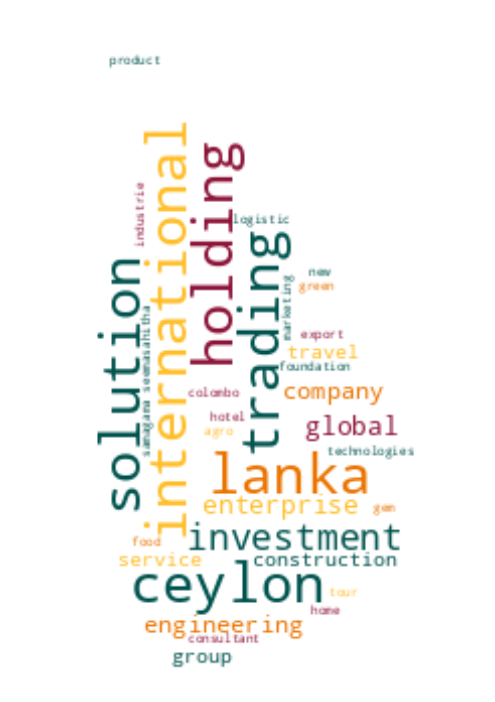 product
international
holding
industrie
logistic
trading
solution
new
marketing
green
samagama seemasahitha
export
travel
foundation
company
colombo
hotel
global
agro
technologies
lanka
enterprise
gem
investment
food
service
construction
ceylon
tour
home
engineering
consultant
group